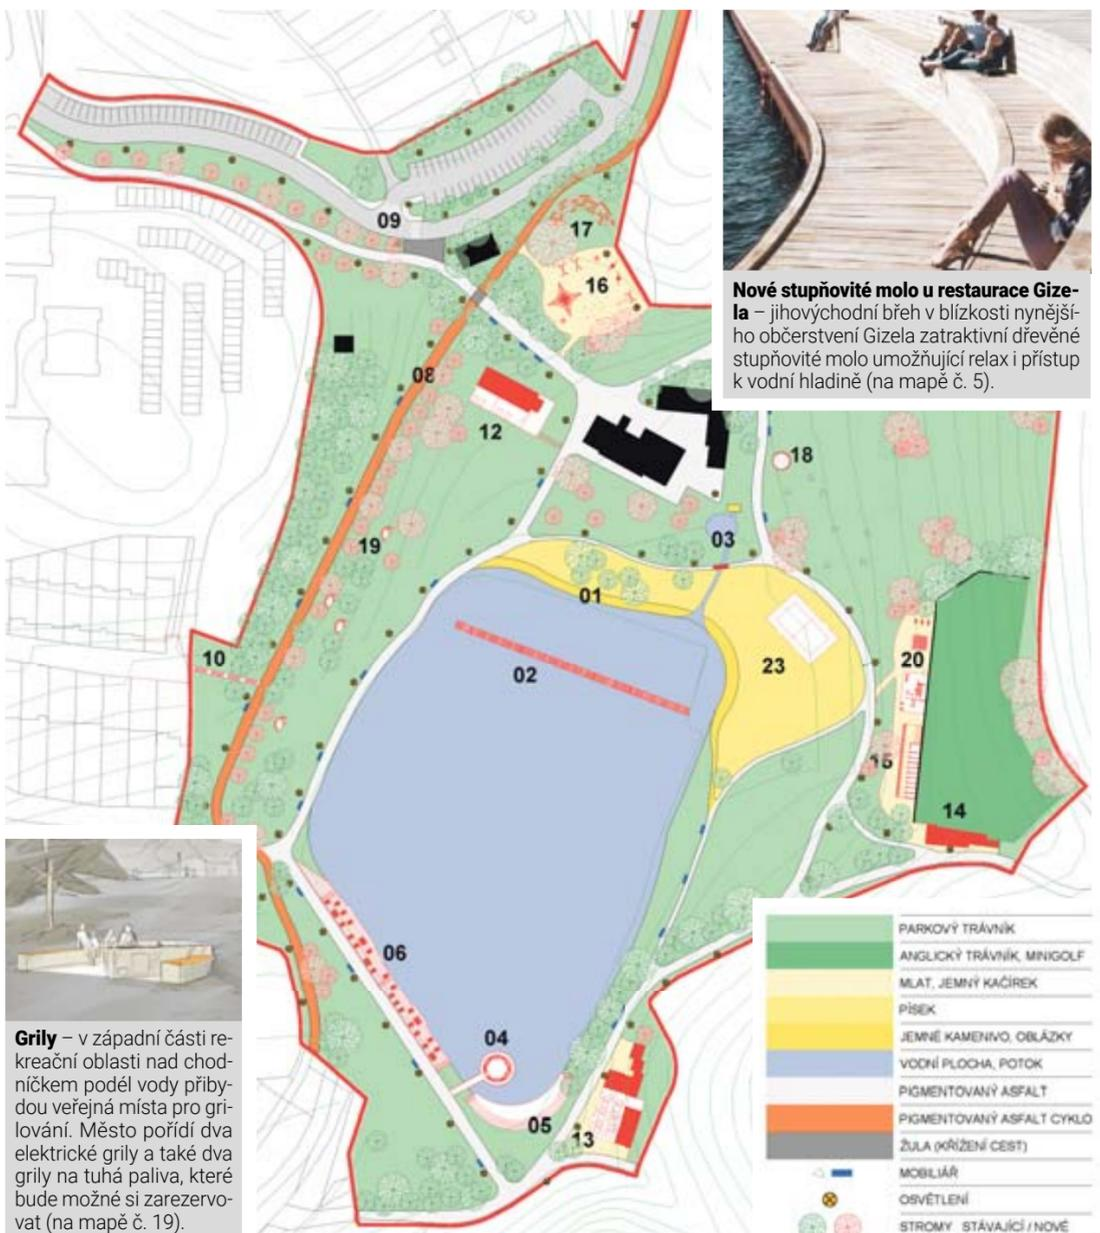 Nové stupňovité molo u restaurace Gize-
la – jihovýchodní břeh v blízkosti nynější-
ho občerstvení Gizela zatraktivní dřevěné
stupňovité molo umožňující relax i přístup
k vodní hladině (na mapě č. 5).
09
17
16
08
12
18
03
19
01
10
02
23
20
15
14
06
04
05
13
Grily – v západní části re-
kreační oblasti nad chod-
níčkem podél vody přiby-
dou veřejná místa pro gri-
lování. Město pořídí dva
elektrické grily a také dva
grily na tuhá paliva, které
bude možné si zarezervo-
vat (na mapě č. 19).
PARKOVÝ TRÁVNÍK
ANGLICKÝ TRÁVNÍK, MINIGOLF
MLAT, JEMNÝ KAČÍREK
PÍSEK
JEMNÉ KAMENIVO, OBLÁZKY
VODNÍ PLOCHA, POTOK
PIGMENTOVANÝ ASFALT
PIGMENTOVANÝ ASFALT CYKLO
ŽULA (KŘÍŽENÍ CEST)
MOBILIÁŘ
OSVĚTLENÍ
STROMY STÁVAJÍCÍ / NOVÉ